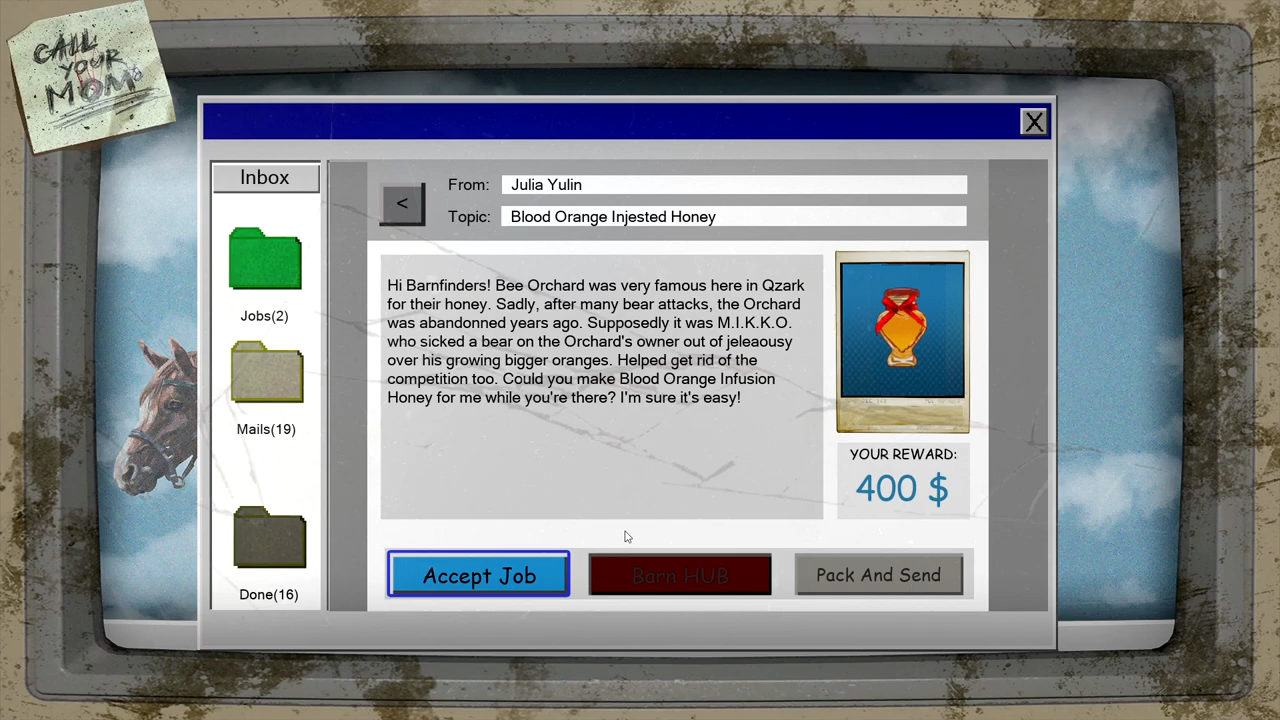 CALL
YOUR
MOM
X
Inbox
From: Julia Yulin
<
Topic: Blood Orange Injested Honey
Hi Barnfinders! Bee Orchard was very famous here in Qzark
for their honey. Sadly, after many bear attacks, the Orchard
was abandonned years ago. Supposedly it was M.I.K.K.O.
who sicked a bear on the Orchard's owner out of jeleaousy
over his growing bigger oranges. Helped get rid of the
competition too. Could you make Blood Orange Infusion
Honey for me while you're there? I'm sure it's easy!
Jobs(2)
Mails(19)
Done(16)
YOUR REWARD:
400 $
Accept Job
Barn HUB
Pack And Send